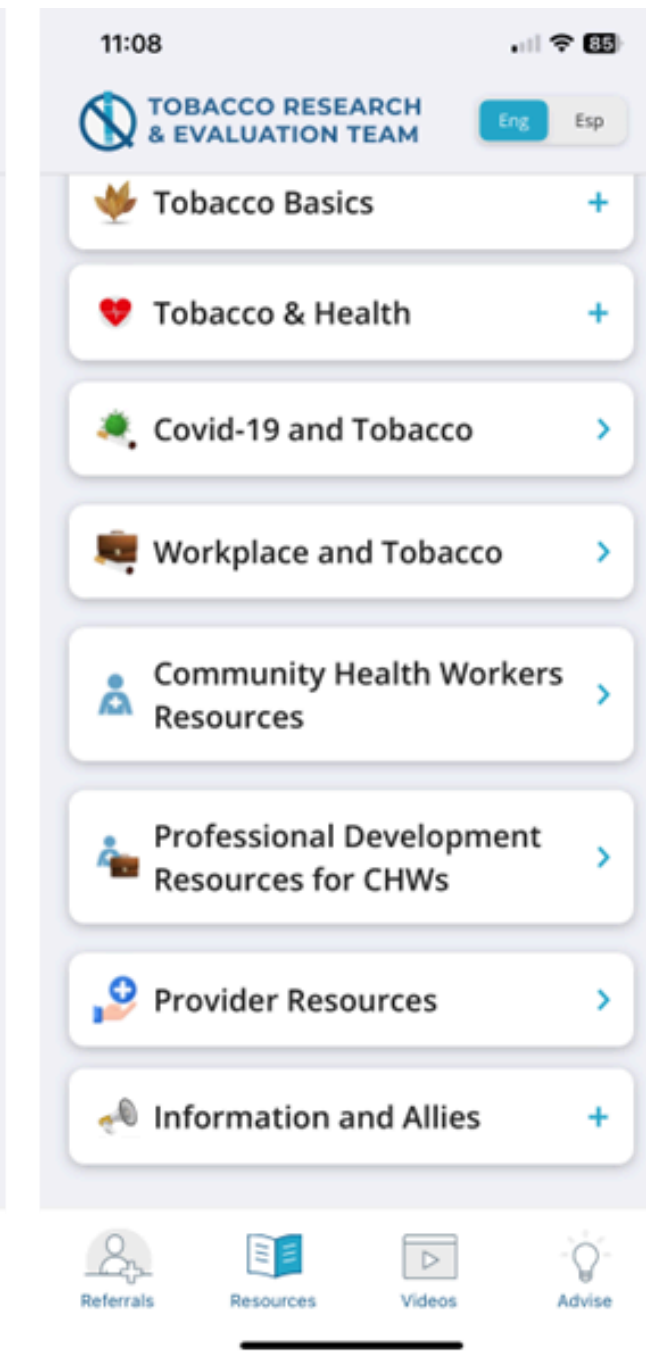 11:08
85
TOBACCO RESEARCH
& EVALUATION TEAM
Eng Esp
Tobacco Basics +
Tobacco & Health +
Covid-19 and Tobacco >
Workplace and Tobacco >
Community Health Workers
Resources >
Professional Development
Resources for CHWs >
Provider Resources >
Information and Allies +
Referrals Resources Videos Advise